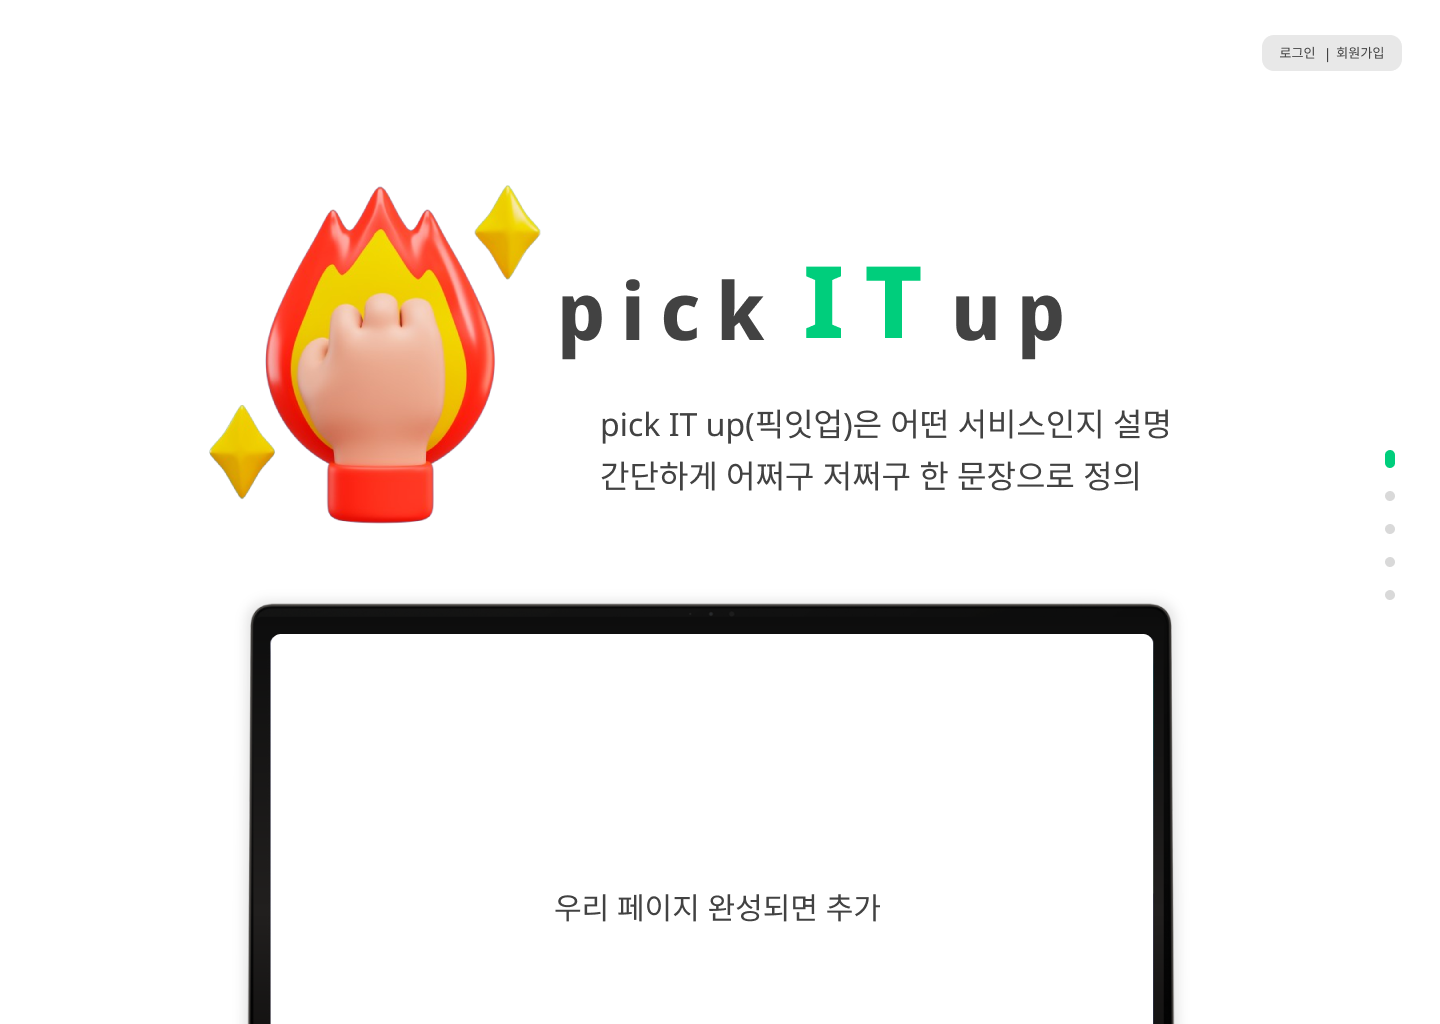 로그인 | 회원가입
pick IT up
pick IT up(픽잇업)은 어떤 서비스인지 설명
간단하게 어쩌구 저쩌구 한 문장으로 정의
우리 페이지 완성되면 추가